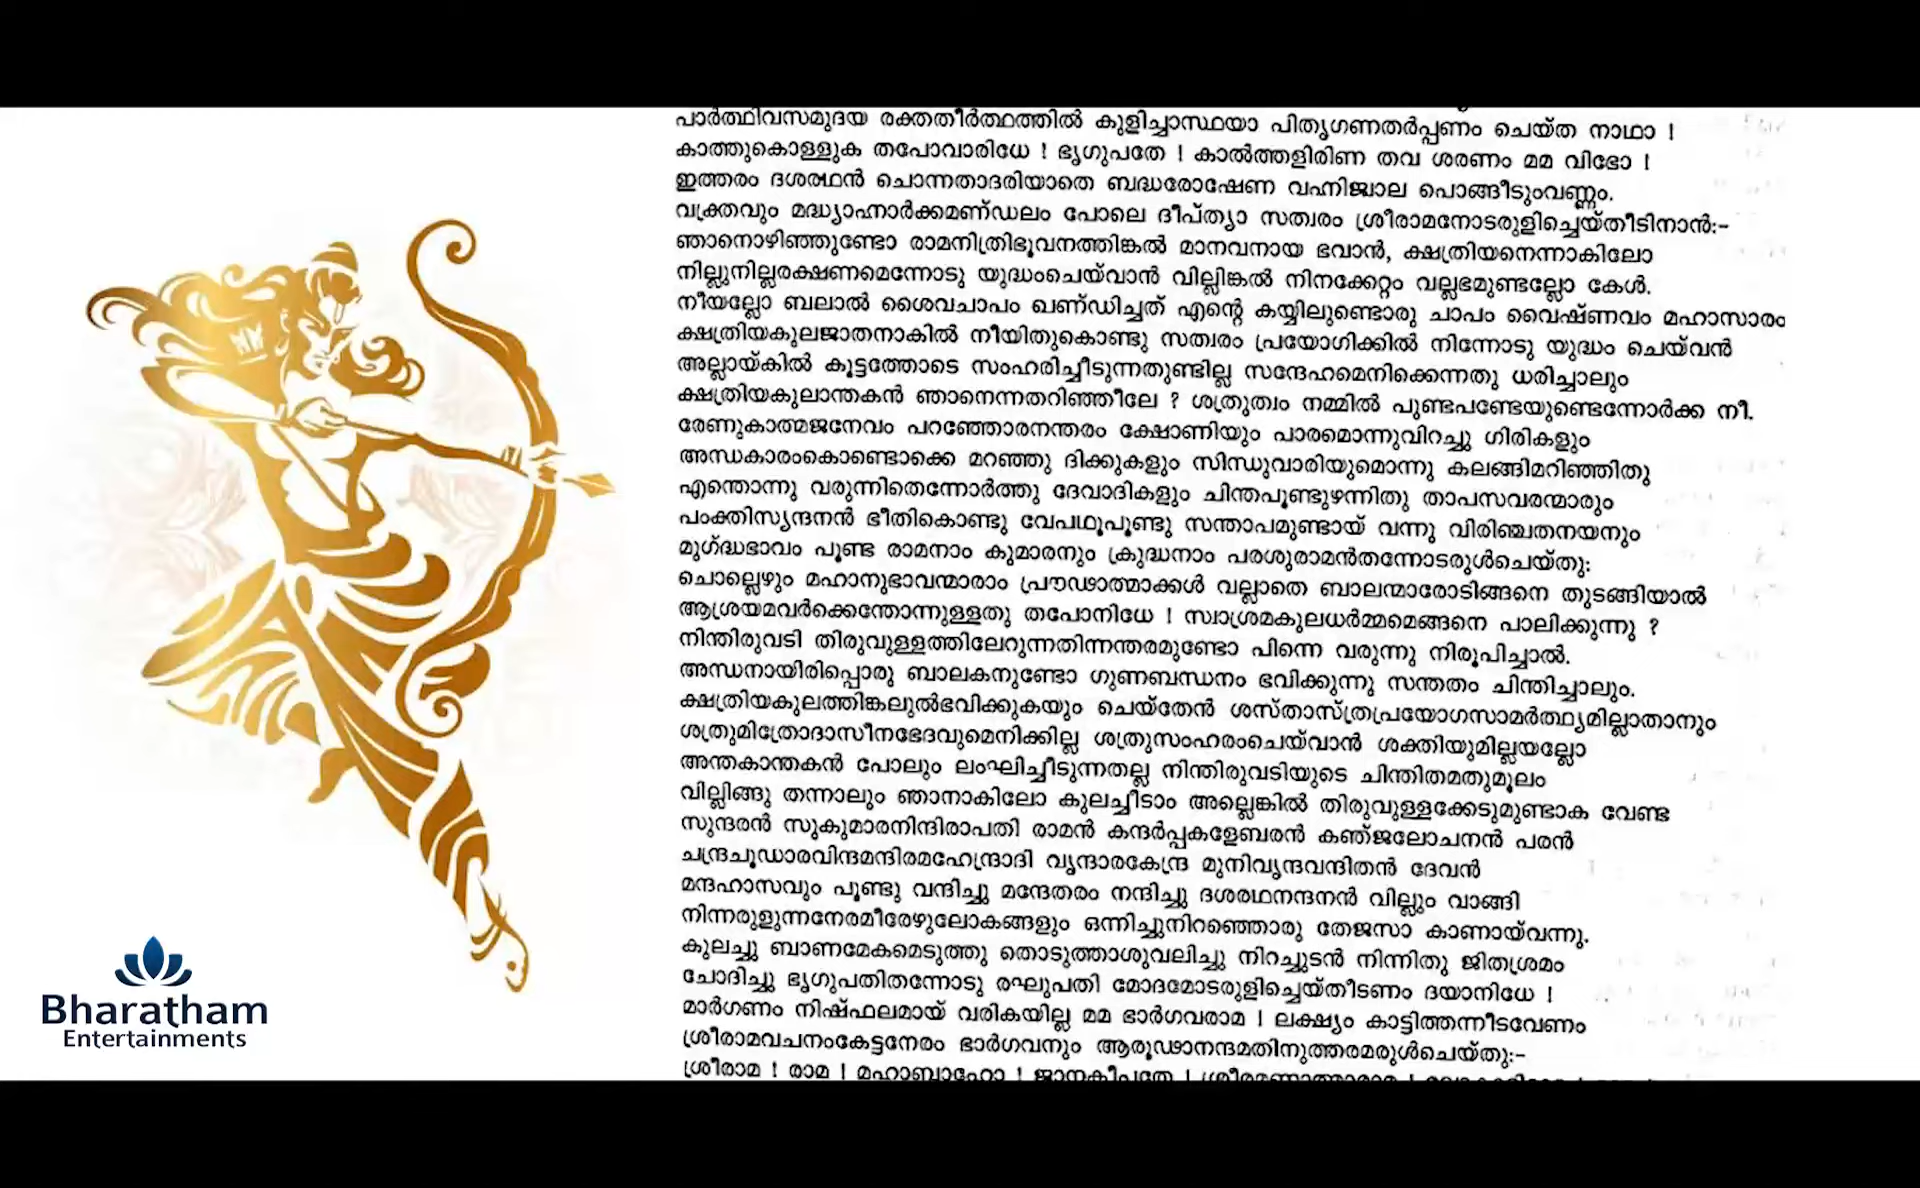 പാർത്ഥിവസമുദയ രക്തതീർത്ഥത്തിൽ കുളിച്ചാസ്ഥയാ പിതൃഗണതർപ്പണം ചെയ്ത നാഥാ !
കാത്തുകൊള്ളുക തപോവാരിധേ ! ഭൃഗുപതേ ! കാൽത്തളിരിണ തവ ശരണം മമ വിഭോ !
ഇത്തരം ദശരഥൻ ചൊന്നതാദരിയാതെ ബദ്ധരോഷേണ വഹ്നിജ്വാല പൊങ്ങീടുംവണ്ണം.
വക്ത്രവും മദ്ധ്യാഹ്നാർക്കമണ്ഡലം പോലെ ദീപ്ത്യാ സത്വരം ശ്രീരാമനോടരുളിച്ചെയ്തീടിനാൻ:-
ഞാനൊഴിഞ്ഞുണ്ടോ രാമനിത്രിഭൂവനത്തിങ്കൽ മാനവനായ ഭവാൻ, ക്ഷത്രിയനെന്നാകിലോ
നില്ലുനില്ലരക്ഷണമെന്നോടു യുദ്ധംചെയ്‌വാൻ വില്ലിങ്കൽ നിനക്കേറ്റം വല്ലഭമുണ്ടല്ലോ കേൾ.
നീയല്ലോ ബലാൽ ശൈവചാപം ഖണ്ഡിച്ചത് എന്റെ കയ്യിലുണ്ടൊരു ചാപം വൈഷ്ണവം മഹാസാരം
ക്ഷത്രിയകുലജാതനാകിൽ നീയിതുകൊണ്ടു സത്വരം പ്രയോഗിക്കിൽ നിന്നോടു യുദ്ധം ചെയ്‌വൻ
അല്ലായ്കിൽ കൂട്ടത്തോടെ സംഹരിച്ചീടുന്നതുണ്ടില്ല സന്ദേഹമെനിക്കെന്നതു ധരിച്ചാലും
ക്ഷത്രിയകുലാന്തകൻ ഞാനെന്നതറിഞ്ഞീലേ ? ശത്രുത്വം നമ്മിൽ പുണ്ടപണ്ടേയുണ്ടെന്നോർക്ക നീ.
രേണുകാത്മജനേവം പറഞ്ഞോരനന്തരം ക്ഷോണിയും പാരമൊന്നുവിറച്ചു ഗിരികളും
അന്ധകാരംകൊണ്ടൊക്കെ മറഞ്ഞു ദിക്കുകളും സിന്ധുവാരിയുമൊന്നു കലങ്ങിമറിഞ്ഞിതു
എന്തൊന്നു വരുന്നിതെന്നോർത്തു ദേവാദികളും ചിന്തപൂണ്ടുഴന്നിതു താപസവരന്മാരും
പംക്തിസ്യന്ദനൻ ഭീതികൊണ്ടു വേപഥൂപൂണ്ടു സന്താപമുണ്ടായ് വന്നു വിരിഞ്ചതനയനും
മുഗ്ദ്ധഭാവം പൂണ്ട രാമനാം കുമാരനും ക്രുദ്ധനാം പരശുരാമൻതന്നോടരുൾചെയ്തു:
ചൊല്ലെഴും മഹാനുഭാവന്മാരാം പ്രൗഢാത്മാക്കൾ വല്ലാതെ ബാലന്മാരോടിങ്ങനെ തുടങ്ങിയാൽ
ആശ്രയമവർക്കെന്തോന്നുള്ളതു തപോനിധേ ! സ്വാശ്രമകുലധർമ്മമെങ്ങനെ പാലിക്കുന്നു ?
നിന്തിരുവടി തിരുവുള്ളത്തിലേറുന്നതിന്നന്തരമുണ്ടോ പിന്നെ വരുന്നു നിരൂപിച്ചാൽ.
അന്ധനായിരിപ്പൊരു ബാലകനുണ്ടോ ഗുണബന്ധനം ഭവിക്കുന്നു സന്തതം ചിന്തിച്ചാലും.
ക്ഷത്രിയകുലത്തിങ്കലുൽഭവിക്കുകയും ചെയ്തേൻ ശസ്താസ്ത്രപ്രയോഗസാമർത്ഥ്യമില്ലാതാനും
ശത്രുമിത്രോദാസീനഭേദവുമെനിക്കില്ല ശത്രുസംഹരംചെയ്‌വാൻ ശക്തിയുമില്ലയല്ലോ
അന്തകാന്തകൻ പോലും ലംഘിച്ചീടുന്നതല്ല നിന്തിരുവടിയുടെ ചിന്തിതമതുമൂലം
വില്ലിങ്ങു തന്നാലും ഞാനാകിലോ കുലച്ചീടാം അല്ലെങ്കിൽ തിരുവുള്ളക്കേടുമുണ്ടാക വേണ്ട
സുന്ദരൻ സൂകുമാരനിന്ദിരാപതി രാമൻ കന്ദർപ്പകളേബരൻ കഞ്ജലോചനൻ പരൻ
ചന്ദ്രചൂഡാരവിന്ദമന്ദിരമഹേന്ദ്രാദി വൃന്ദാരകേന്ദ്ര മുനിവൃന്ദവന്ദിതൻ ദേവൻ
മന്ദഹാസവും പൂണ്ടു വന്ദിച്ചു മന്ദേതരം നന്ദിച്ചു ദശരഥനന്ദനൻ വില്ലും വാങ്ങി
നിന്നരുളുന്നനേരമീരേഴുലോകങ്ങളും ഒന്നിച്ചുനിറഞ്ഞൊരു തേജസാ കാണായ്‌വന്നു.
കുലച്ചു ബാണമേകമെടുത്തു തൊടുത്താശുവലിച്ചു നിറച്ചുടൻ നിന്നിതു ജിതശ്രമം
ചോദിച്ചു ഭൃഗുപതിതന്നോടു രഘുപതി മോദമോടരുളിച്ചെയ്തീടണം ദയാനിധേ !
മാർഗണം നിഷ്ഫലമായ് വരികയില്ല മമ ഭാർഗവരാമ ! ലക്ഷ്യം കാട്ടിത്തന്നീടവേണം
ശ്രീരാമവചനംകേട്ടനേരം ഭാർഗവനും ആരൂഢാനന്ദമതിനുത്തരമരുൾചെയ്തു:-
ശ്രീരാമ ! രാമ ! മഹാബാഹോ ! ജാനകീപതേ !
Bharatham
Entertainments